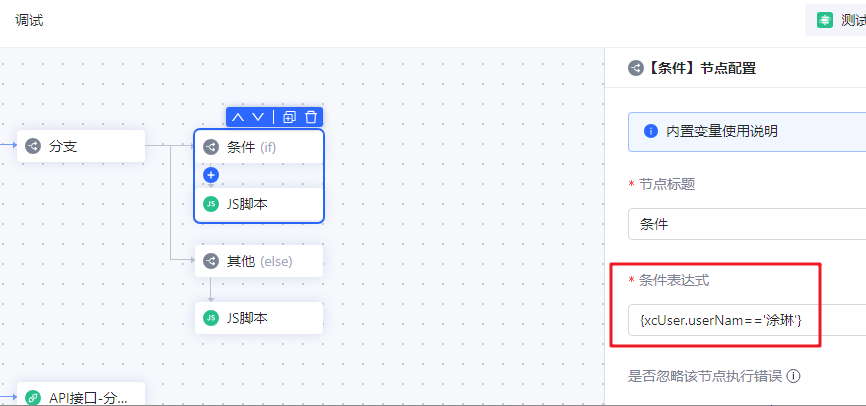 调试
测试
【条件】节点配置
分支
条件 (if)
JS脚本
其他 (else)
JS脚本
API接口-分...
内置变量使用说明
* 节点标题
条件
* 条件表达式
{xcUser.userNam=='涂琳'}
是否忽略该节点执行错误